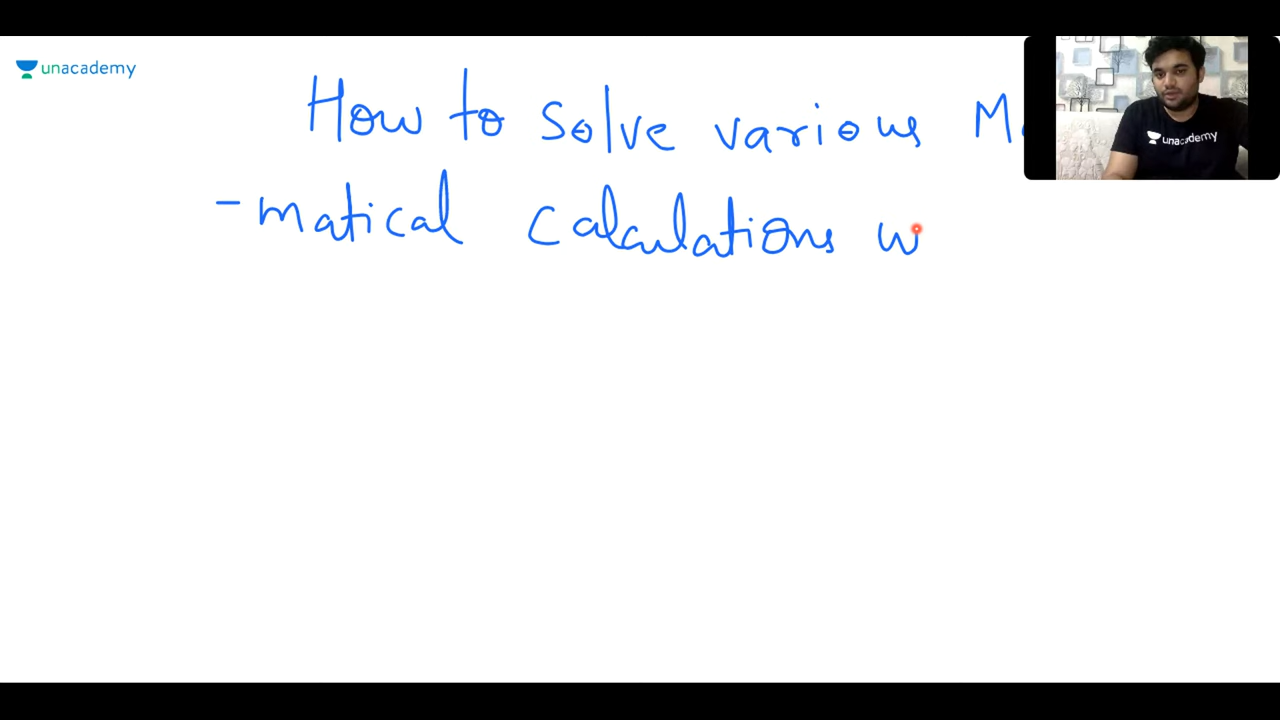 unacademy
How to solve various
-matical calculations w
unacademy